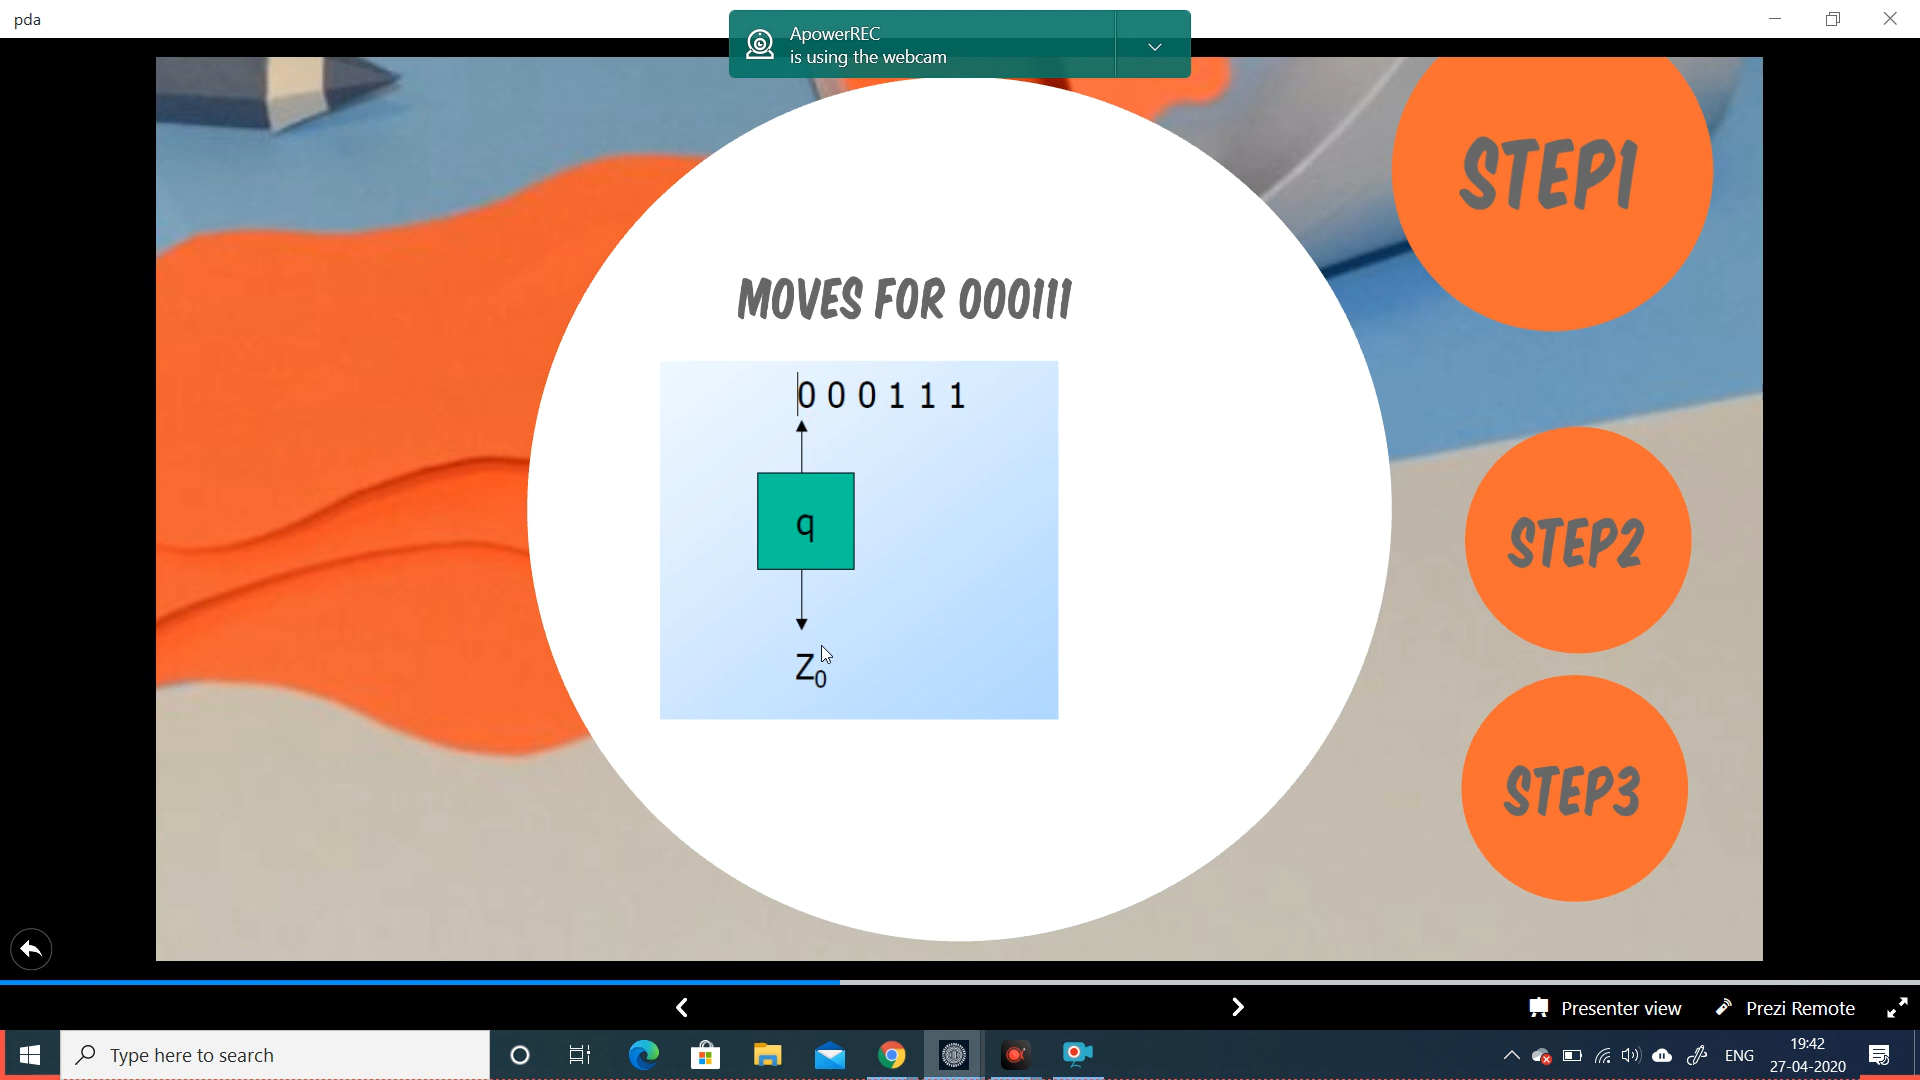 pda
ApowerREC
is using the webcam
STEP1
MOVES FOR 000111
0 0 0 1 1 1
q
Z0
STEP2
STEP3
Presenter view
Prezi Remote
Type here to search
ENG
19:42
27-04-2020